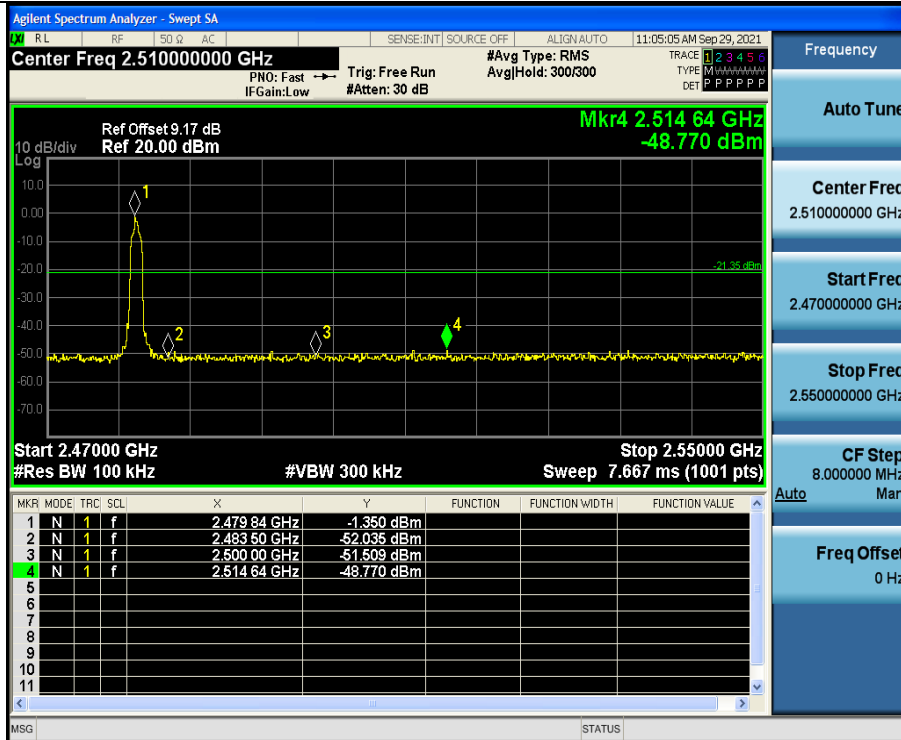 Agilent Spectrum Analyzer - Swept SA
LXI RL RF 50 Ω AC SENSE:INT SOURCE OFF ALIGN AUTO 11:05:05 AM Sep 29, 2021
Center Freq 2.510000000 GHz #Avg Type: RMS TRACE 1 2 3 4 5 6
PNO: Fast Trig: Free Run Avg|Hold: 300/300 TYPE M
IFGain:Low #Atten: 30 dB DET P P P P P P
Mkr4 2.514 64 GHz
-48.770 dBm
Ref Offset 9.17 dB
10 dB/div Ref 20.00 dBm
Log
10.0
0.00
-10.0
-20.0
-30.0
-40.0
-50.0
-60.0
-70.0
1
2
3
4
-21.35 dBm
Start 2.47000 GHz Stop 2.55000 GHz
#Res BW 100 kHz #VBW 300 kHz Sweep 7.667 ms (1001 pts)
MKR MODE TRC SCL X Y FUNCTION FUNCTION WIDTH FUNCTION VALUE
1 N 1 f 2.479 84 GHz -1.350 dBm
2 N 1 f 2.483 50 GHz -52.035 dBm
3 N 1 f 2.500 00 GHz -51.509 dBm
4 N 1 f 2.514 64 GHz -48.770 dBm
5
6
7
8
9
10
11
MSG STATUS
Frequency
Auto Tune
Center Freq
2.510000000 GHz
Start Freq
2.470000000 GHz
Stop Freq
2.550000000 GHz
CF Step
8.000000 MHz
Auto Man
Freq Offset
0 Hz